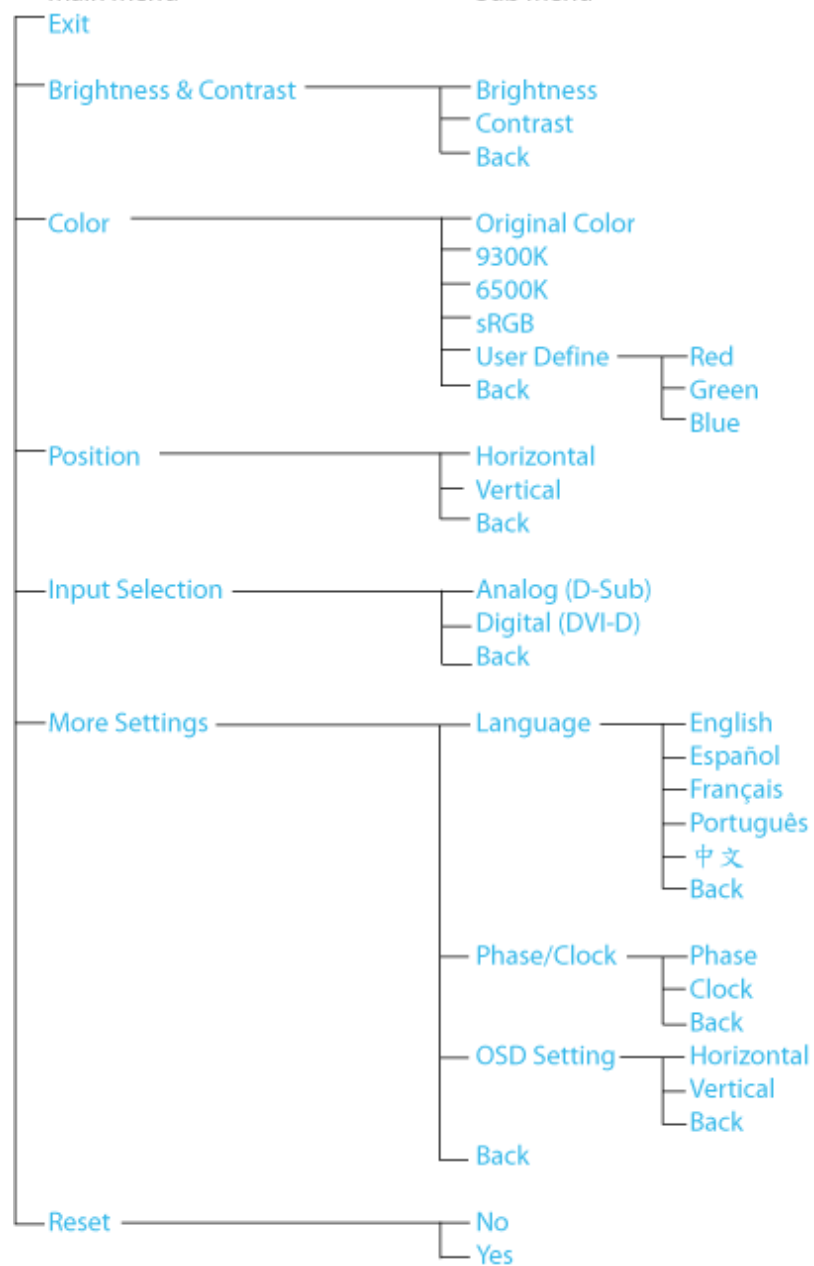 Exit
Brightness & Contrast Brightness
Contrast
Back
Color Original Color
9300K
6500K
sRGB
User Define Red
Back Green
Blue
Position Horizontal
Vertical
Back
Input Selection Analog (D-Sub)
Digital (DVI-D)
Back
More Settings Language English
Español
Français
Português
中文
Back
Phase/Clock Phase
Clock
Back
OSD Setting Horizontal
Vertical
Back
Back
Reset No
Yes